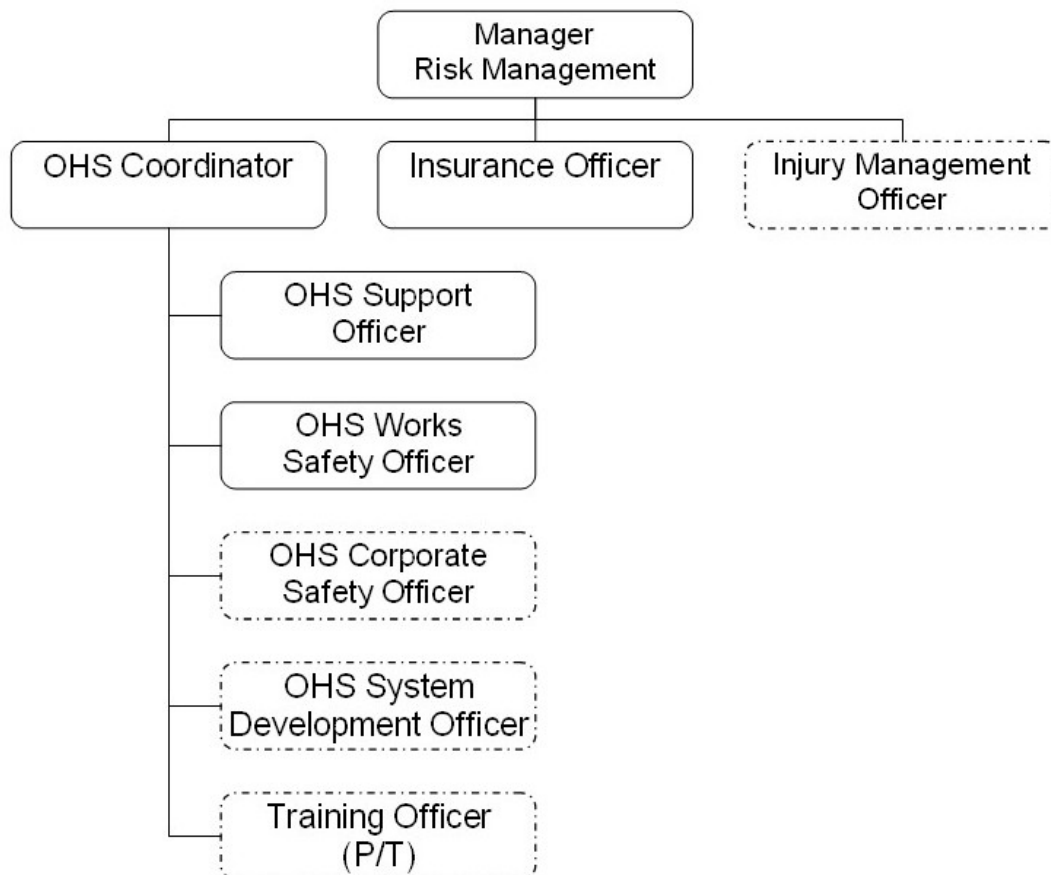 Manager
Risk Management
OHS Coordinator
Insurance Officer
Injury Management
Officer
OHS Support
Officer
OHS Works
Safety Officer
OHS Corporate
Safety Officer
OHS System
Development Officer
Training Officer
(P/T)